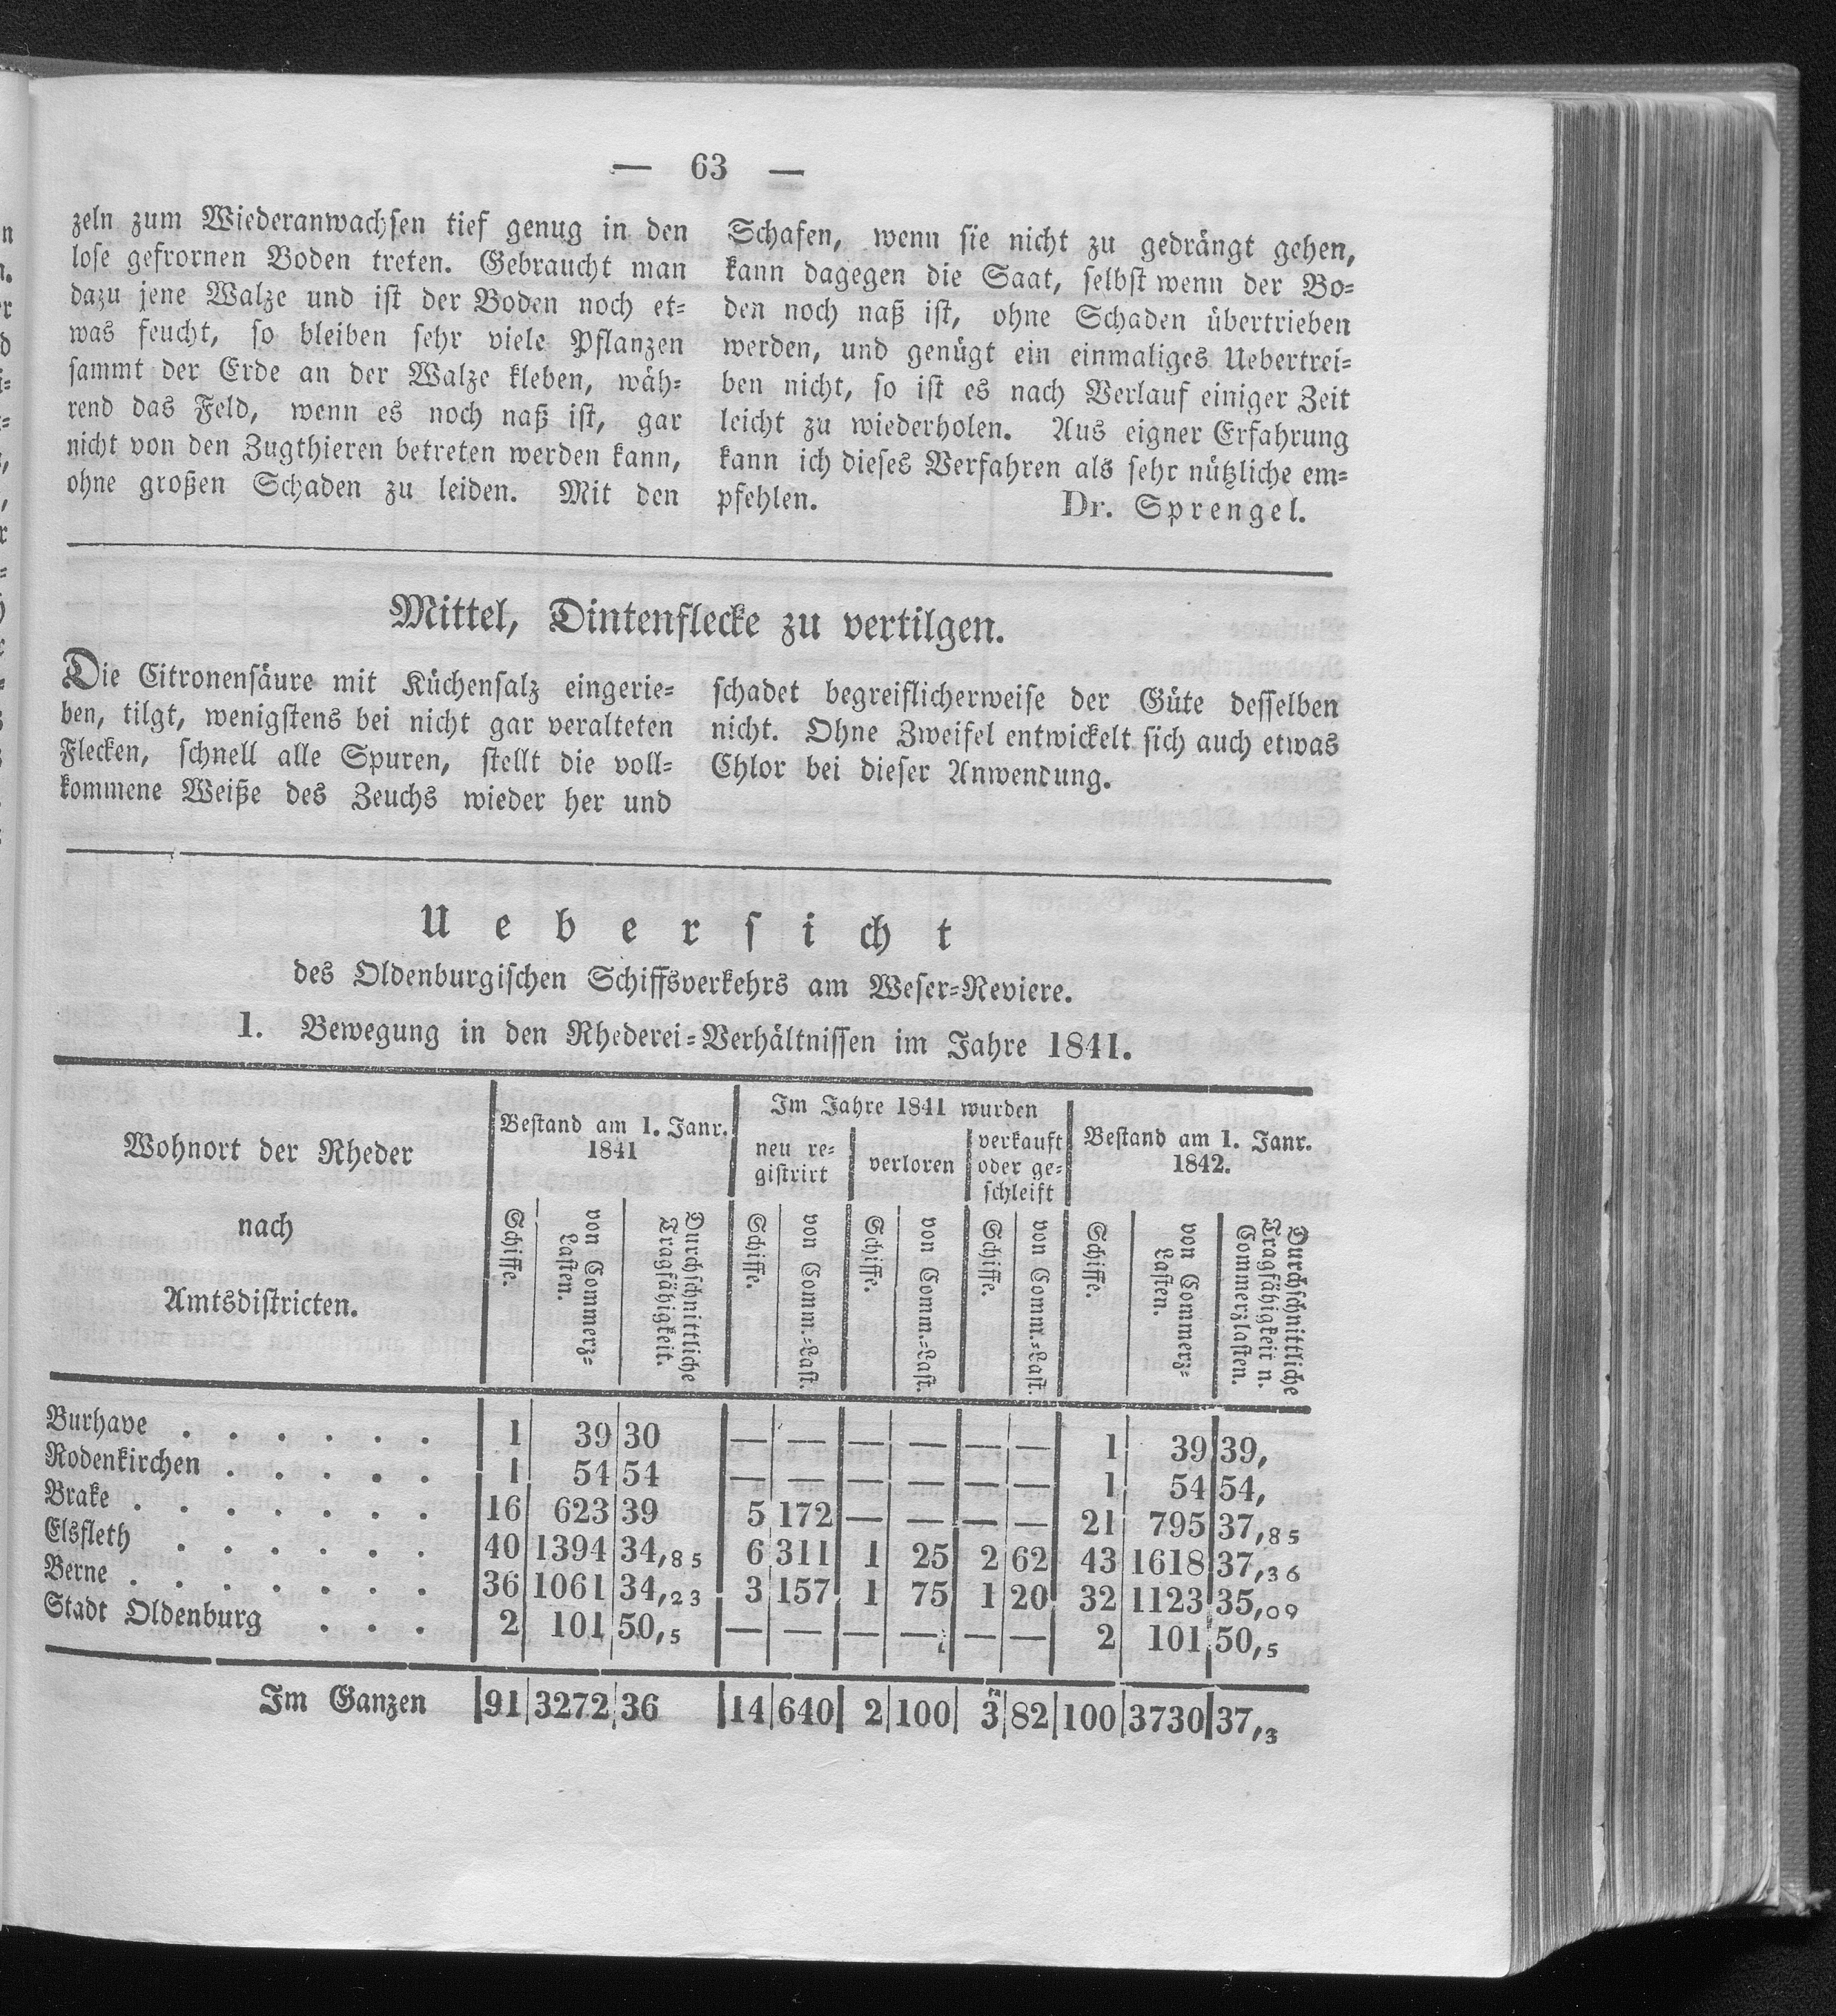 — 63 —
zeln zum Wiederanwachsen tief genug in den
lose gefrornen Boden treten. Gebraucht man
dazu jene Walze und ist der Boden noch et=
was feucht, so bleiben sehr viele Pflanzen
sammt der Erde an der Walze kleben, wäh=
rend das Feld, wenn es noch naß ist, gar
nicht von den Zugthieren betreten werden kann,
ohne großen Schaden zu leiden. Mit den
Schafen, wenn sie nicht zu gedrängt gehen,
kann dagegen die Saat, selbst wenn der Bo=
den noch naß ist, ohne Schaden übertrieben
werden, und genügt ein einmaliges Uebertrei=
ben nicht, so ist es nach Verlauf einiger Zeit
leicht zu wiederholen. Aus eigner Erfahrung
kann ich dieses Verfahren als sehr nützliche em=
pfehlen. Dr. Sprengel.
Mittel, Dintenflecke zu vertilgen.
Die Citronensäure mit Küchensalz eingerie=
ben, tilgt, wenigstens bei nicht gar veralteten
Flecken, schnell alle Spuren, stellt die voll=
kommene Weiße des Zeuchs wieder her und
schadet begreiflicherweise der Güte desselben
nicht. Ohne Zweifel entwickelt sich auch etwas
Chlor bei dieser Anwendung.
Uebersicht
des Oldenburgischen Schiffsverkehrs am Weser=Reviere.
1. Bewegung in den Rhederei=Verhältnissen im Jahre 1841.
Wohnort der Rheder
nach
Amtsdistricten.
Bestand am 1. Janr.
1841
Im Jahre 1841 wurden
neu re=
gistrirt
verloren
verkauft
oder ge=
schleift
Bestand am 1. Janr.
1842.
Schiffe.
von Commerz=
Lasten.
Durchschnittliche
Tragfähigkeit.
Schiffe.
von Comm.=Last.
Schiffe.
von Comm.=Last.
Schiffe.
von Comm.=Last.
Schiffe.
von Commerz=
Lasten.
Durchschnittliche
Tragfähigkeit n.
Commerzlasten.
Burhave . . . . . . 1 39 30 — — — — — — 1 39 39,
Rodenkirchen . . . . . 1 54 54 — — — — — — 1 54 54,
Brake . . . . . . . 16 623 39 5 172 — — — — 21 795 37,85
Elsfleth . . . . . . 40 1394 34,85 6 311 1 25 2 62 43 1618 37,36
Berne . . . . . . . 36 1061 34,23 3 157 1 75 1 20 32 1123 35,09
Stadt Oldenburg . . . 2 101 50,5 — — — — — — 2 101 50,5
Im Ganzen 91 3272 36 14 640 2 100 3 82 100 3730 37,3